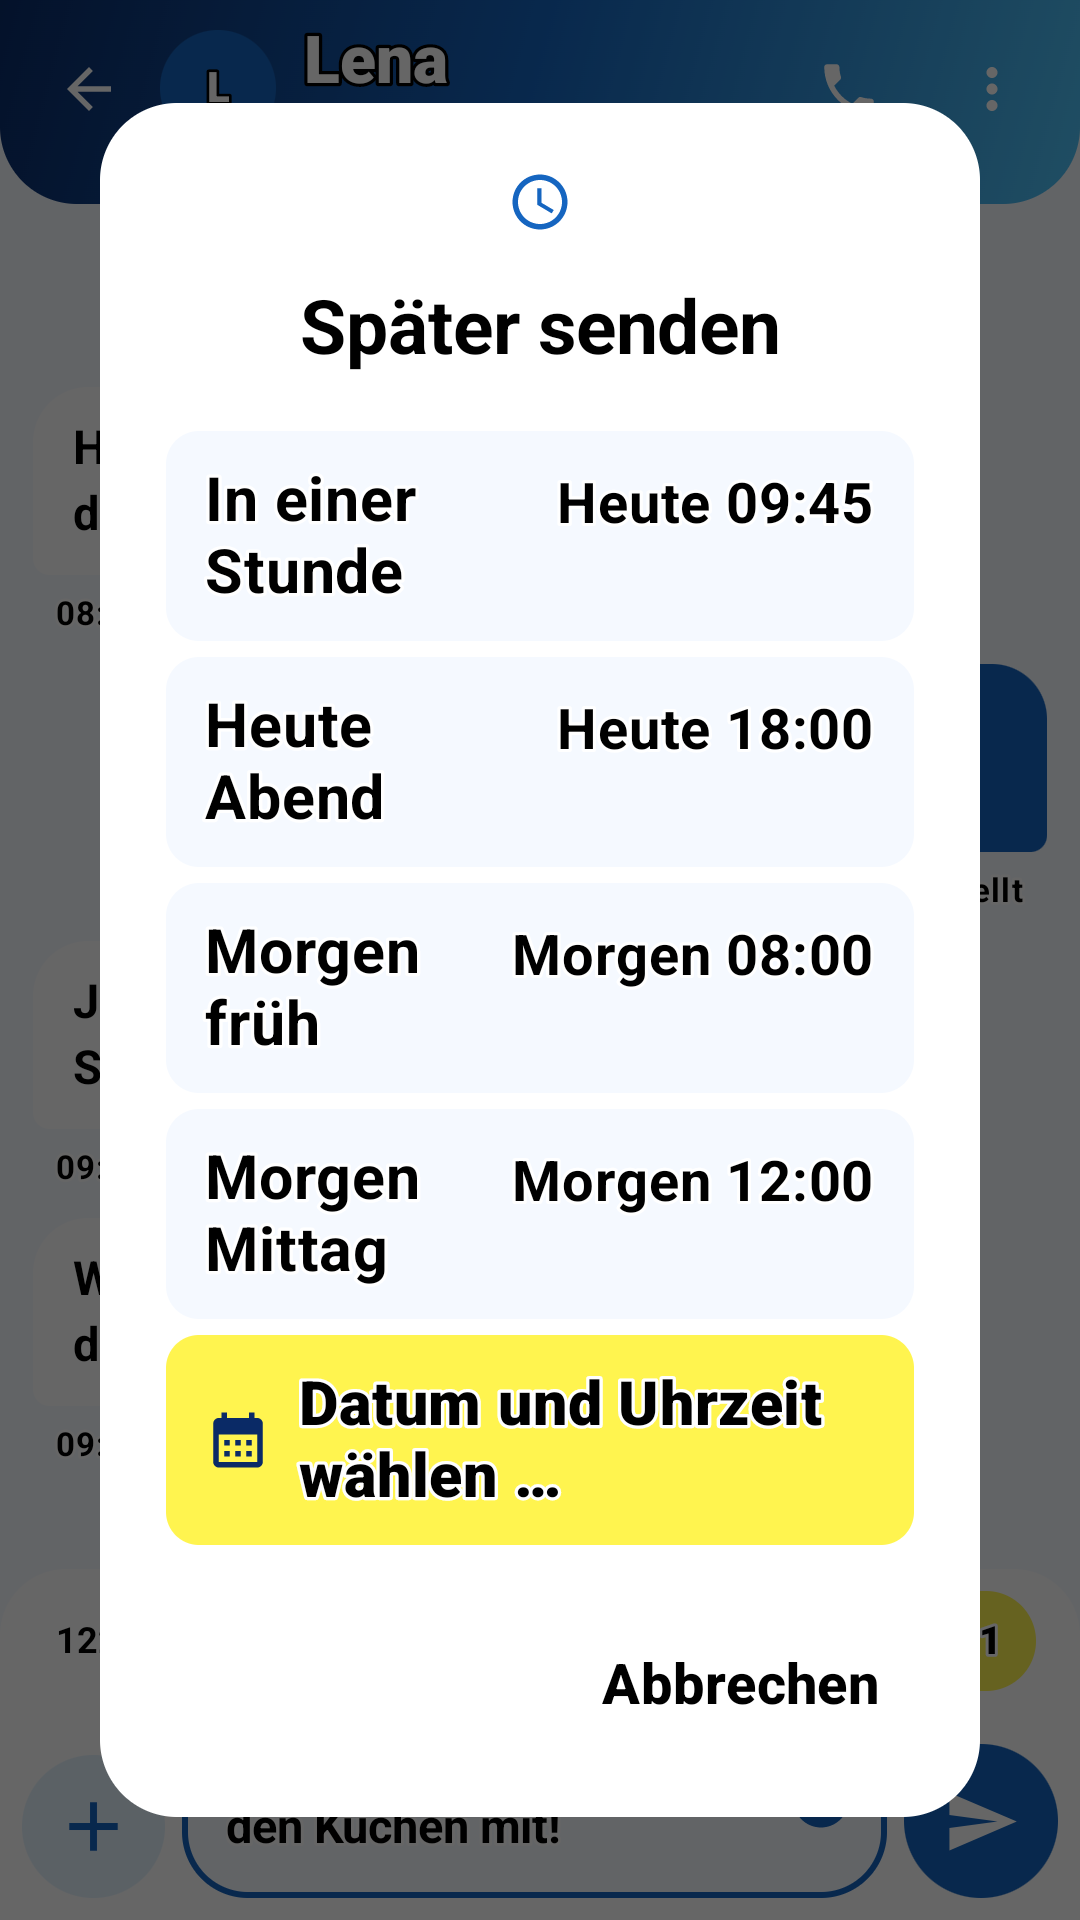 Lena
L
Später senden
In einer Stunde
Heute 09:45
Heute Abend
Heute 18:00
Morgen früh
Morgen 08:00
Morgen Mittag
Morgen 12:00
Datum und Uhrzeit
wählen ...
Abbrechen
den Kuchen mit!